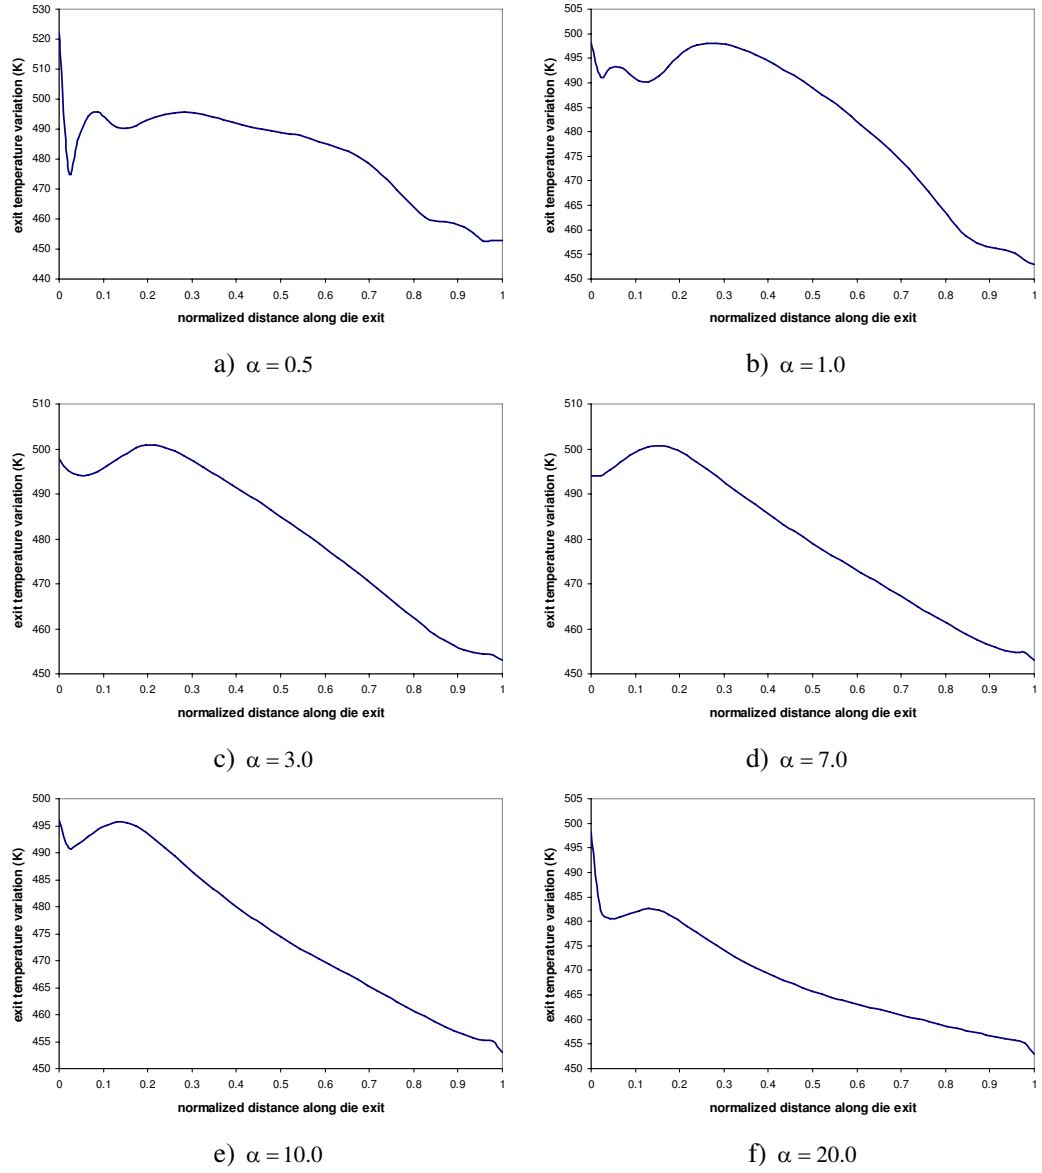 530
520
510
500
490
480
470
460
450
440
exit temperature variation (K)
0 0.1 0.2 0.3 0.4 0.5 0.6 0.7 0.8 0.9 1
normalized distance along die exit
a) α = 0.5
505
500
495
490
485
480
475
470
465
460
455
450
exit temperature variation (K)
0 0.1 0.2 0.3 0.4 0.5 0.6 0.7 0.8 0.9 1
normalized distance along die exit
b) α = 1.0
510
500
490
480
470
460
450
exit temperature variation (K)
0 0.1 0.2 0.3 0.4 0.5 0.6 0.7 0.8 0.9 1
normalized distance along die exit
c) α = 3.0
510
500
490
480
470
460
450
exit temperature variation (K)
0 0.1 0.2 0.3 0.4 0.5 0.6 0.7 0.8 0.9 1
normalized distance along die exit
d) α = 7.0
500
495
490
485
480
475
470
465
460
455
450
exit temperature variation (K)
0 0.1 0.2 0.3 0.4 0.5 0.6 0.7 0.8 0.9 1
normalized distance along die exit
e) α = 10.0
505
500
495
490
485
480
475
470
465
460
455
450
exit temperature variation (K)
0 0.1 0.2 0.3 0.4 0.5 0.6 0.7 0.8 0.9 1
normalized distance along die exit
f) α = 20.0